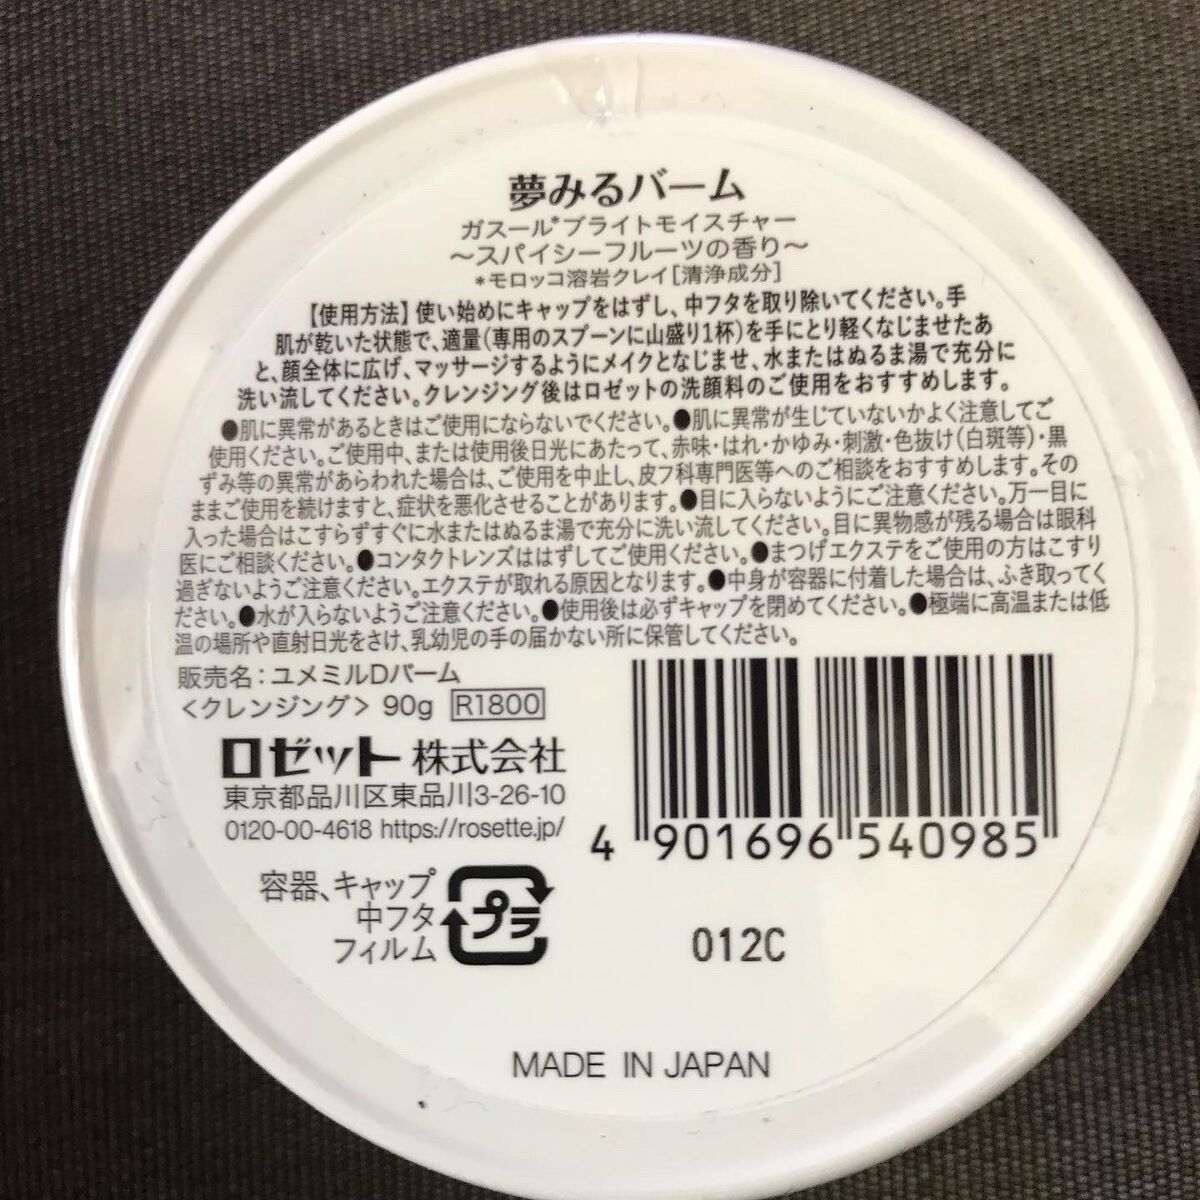 夢みるバーム
ガスール*ブライトモイスチャー
〜スパイシーフルーツの香り〜
*モロッコ溶岩クレイ[清浄成分]
【使用方法】使い始めにキャップをはずし、中フタを取り除いてください。手
肌が乾いた状態で、適量(専用のスプーンに山盛り1杯)を手にとり軽くなじませたあ
と、顔全体に広げ、マッサージするようにメイクとなじませ、水またはぬるま湯で充分に
洗い流してください。クレンジング後はロゼットの洗顔料のご使用をおすすめします。
●肌に異常があるときはご使用にならないでください。●肌に異常が生じていないかよく注意してご
使用ください。ご使用中、または使用後日光にあたって、赤味・はれ・かゆみ・刺激・色抜け(白斑等)・黒
ずみ等の異常があらわれた場合は、ご使用を中止し、皮フ科専門医等へのご相談をおすすめします。その
ままご使用を続けますと、症状を悪化させることがあります。●目に入らないようにご注意ください。万一目に
入った場合はこすらずすぐに水またはぬるま湯で充分に洗い流してください。目に異物感が残る場合は眼科
医にご相談ください。●コンタクトレンズははずしてご使用ください。●まつげエクステをご使用の方はこすり
過ぎないようご注意ください。エクステが取れる原因となります。●中身が容器に付着した場合は、ふき取ってく
ださい。●水が入らないようご注意ください。●使用後は必ずキャップを閉めてください。●極端に高温または低
温の場所や直射日光をさけ、乳幼児の手の届かない所に保管してください。
販売名:ユメミルDバーム
<クレンジング> 90g R1800
ロゼット株式会社
東京都品川区東品川3-26-10
0120-00-4618 https://rosette.jp/
4 901696 540985
容器、キャップ
中フタ
フィルム
プラ
012C
MADE IN JAPAN